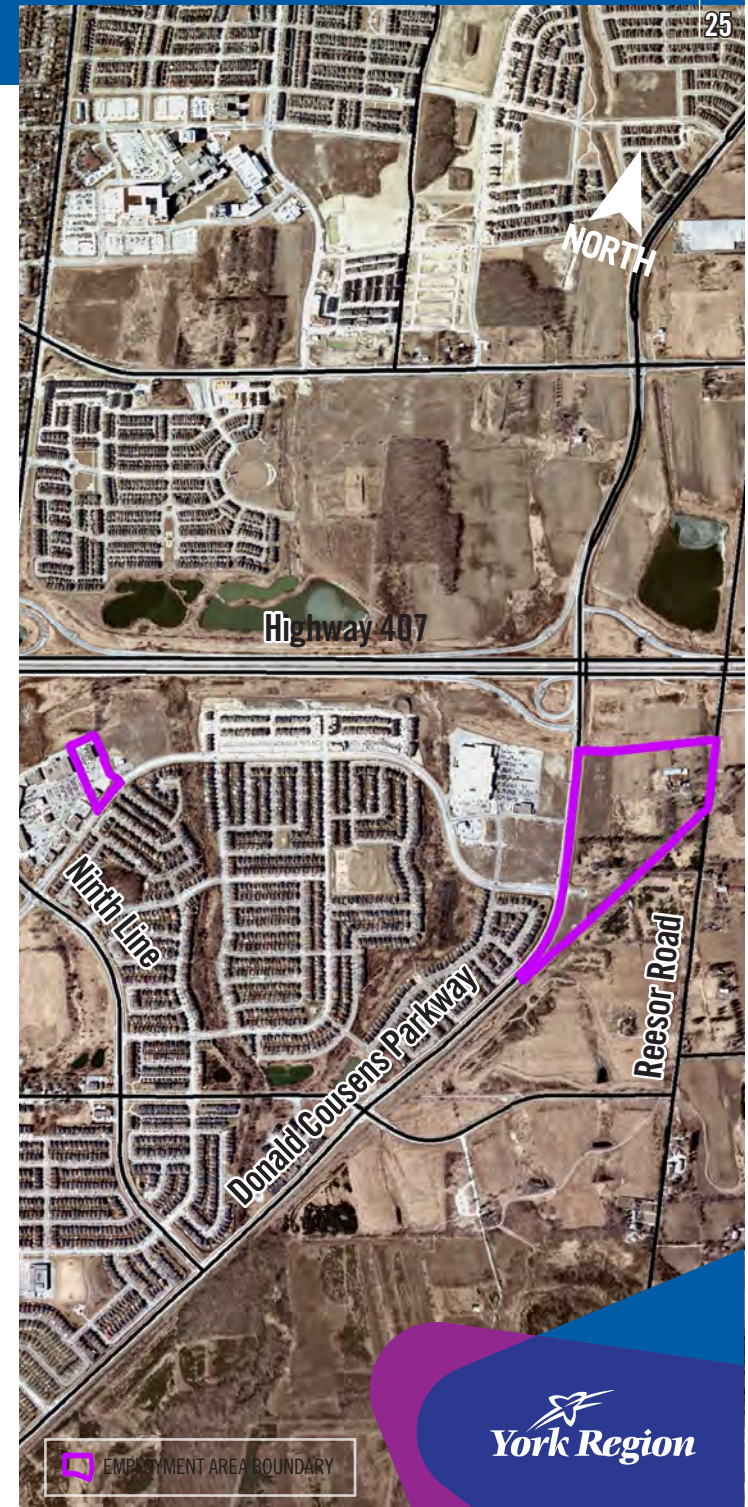 25
NORTH
Highway 407
Ninth Line
Reesor Road
Donald Cousens Parkway
York Region
EMPLOYMENT AREA BOUNDARY